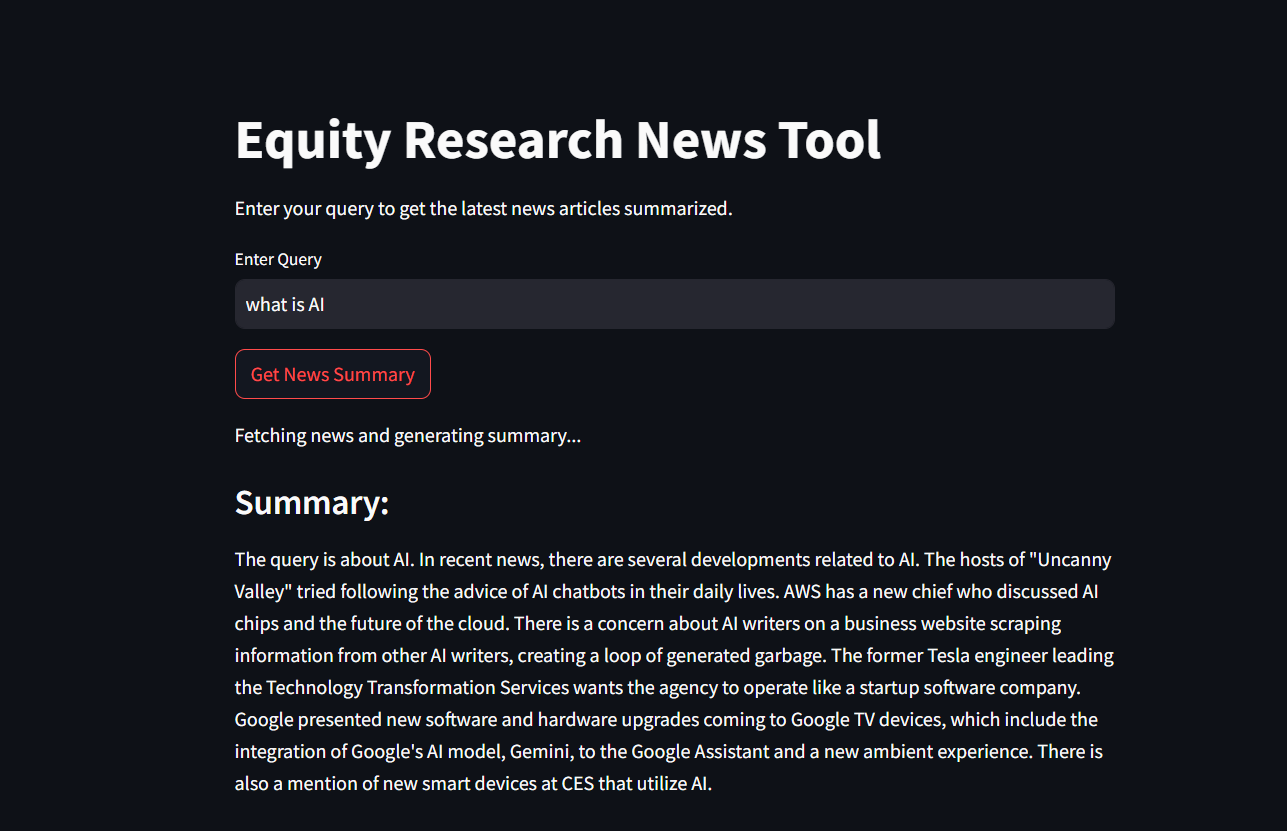 Equity Research News Tool
Enter your query to get the latest news articles summarized.
Enter Query
what is AI
Get News Summary
Fetching news and generating summary...
Summary:
The query is about AI. In recent news, there are several developments related to AI. The hosts of "Uncanny
Valley" tried following the advice of AI chatbots in their daily lives. AWS has a new chief who discussed AI
chips and the future of the cloud. There is a concern about AI writers on a business website scraping
information from other AI writers, creating a loop of generated garbage. The former Tesla engineer leading
the Technology Transformation Services wants the agency to operate like a startup software company.
Google presented new software and hardware upgrades coming to Google TV devices, which include the
integration of Google's AI model, Gemini, to the Google Assistant and a new ambient experience. There is
also a mention of new smart devices at CES that utilize AI.